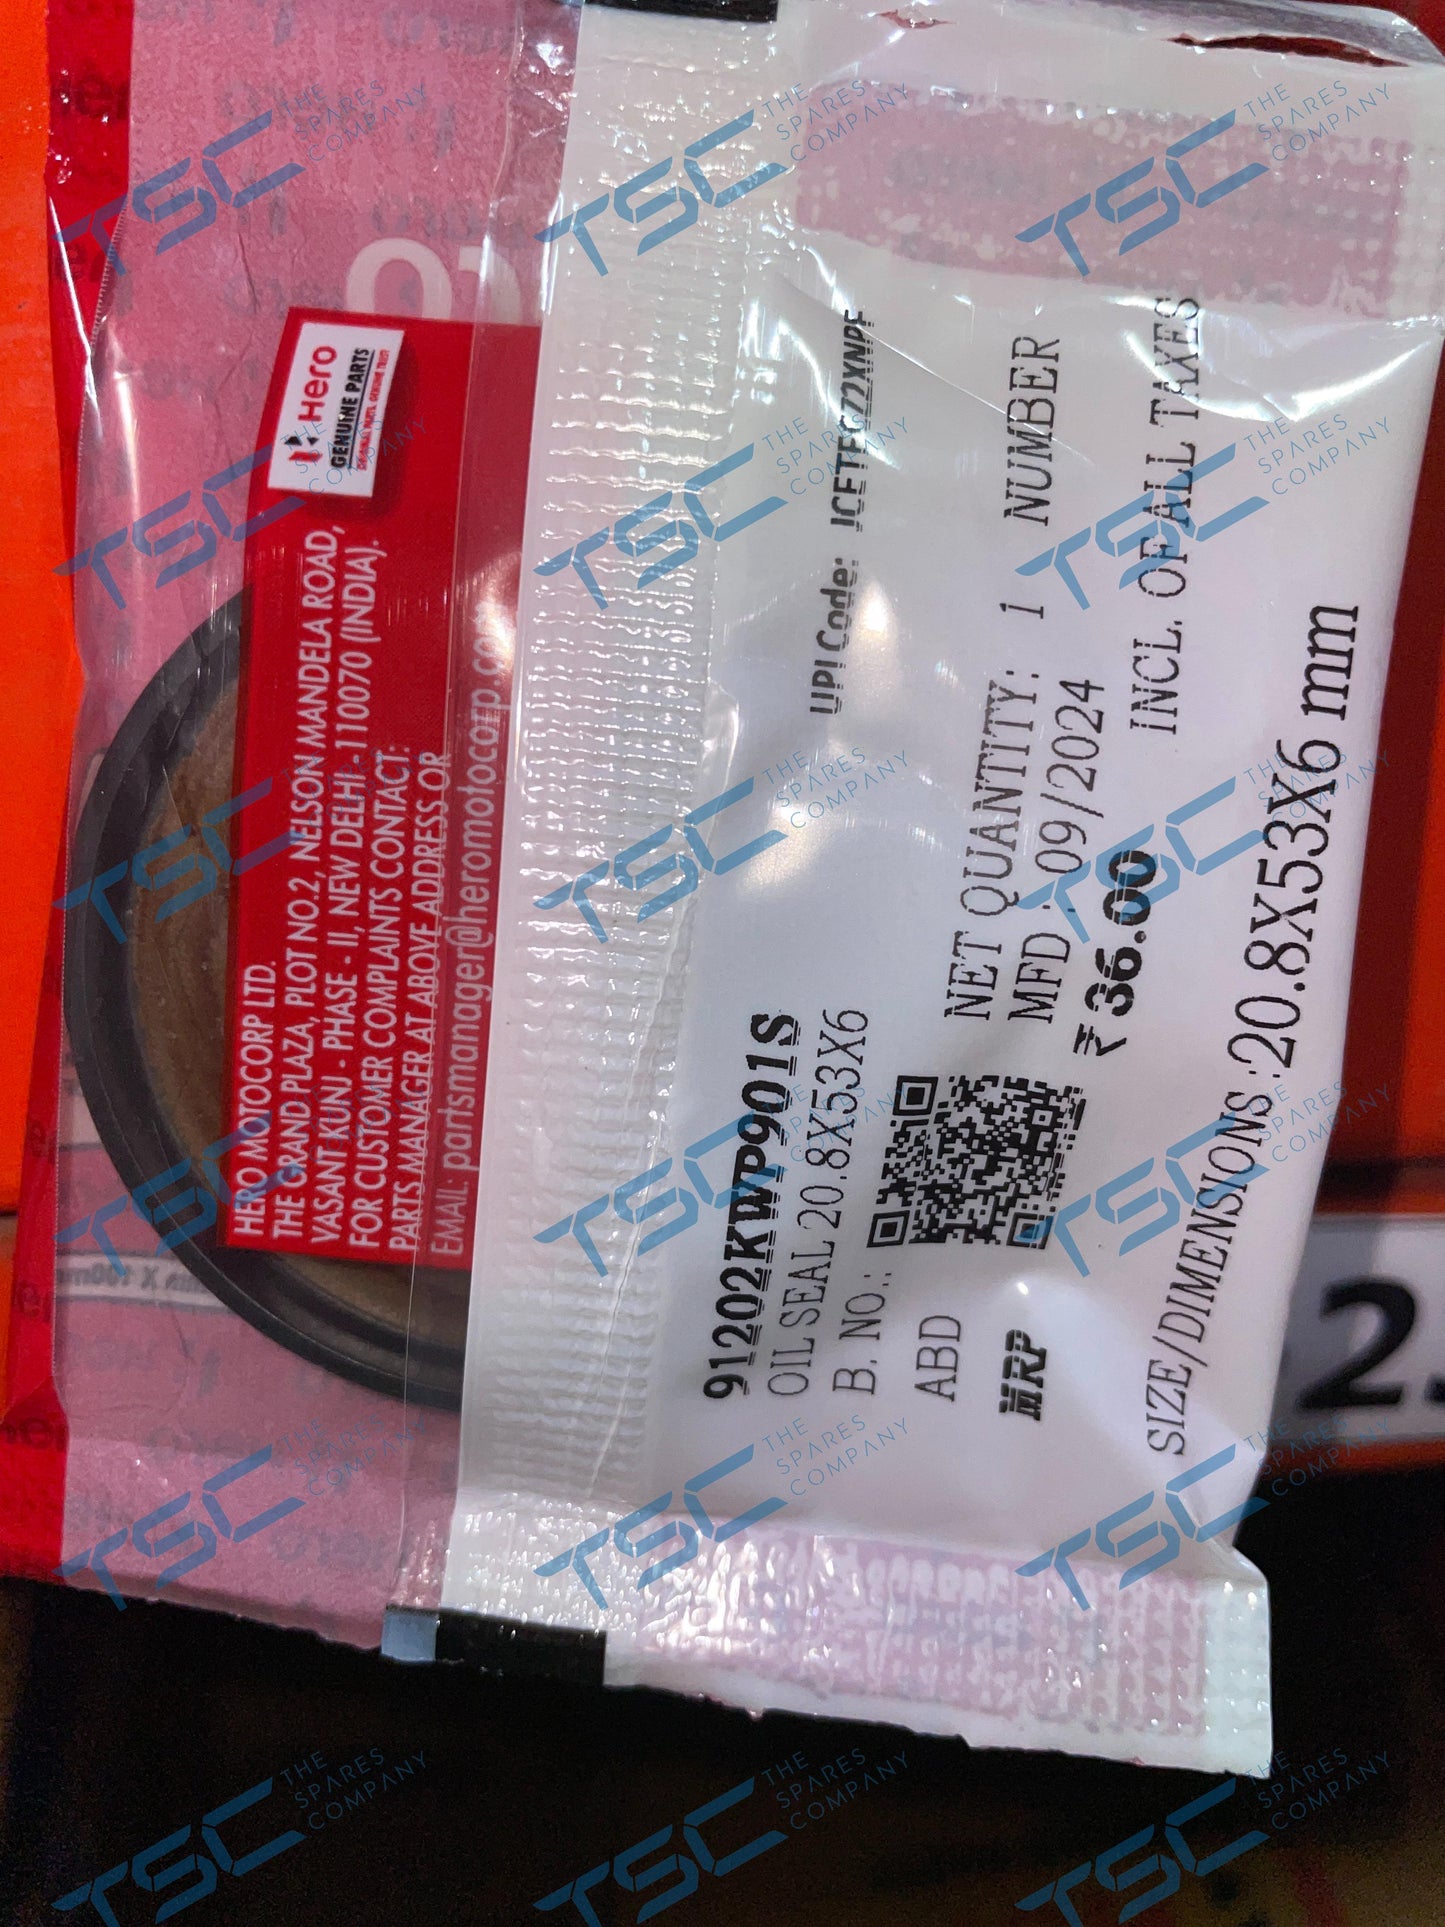 Hero
GENUINE PARTS
HERO MOTOCORP LTD.
THE GRAND PLAZA, PLOT NO.2, NELSON MANDELA ROAD,
VASANT KUNJ - PHASE - II, NEW DELHI -110070 (INDIA).
FOR CUSTOMER COMPLAINTS CONTACT:
PARTS MANAGER AT ABOVE ADDRESS OR
EMAIL: partsmanager@heromotocorp.com
UPI Code:
91202KWP901S
OIL SEAL 20.8X53X6
B. NO.:
NET QUANTITY: 1 NUMBER
ABD
MFD : 09/2024
MRP ₹36.00 INCL. OF ALL TAXES
SIZE/DIMENSIONS :20.8X53X6 mm
TSC THE SPARES COMPANY